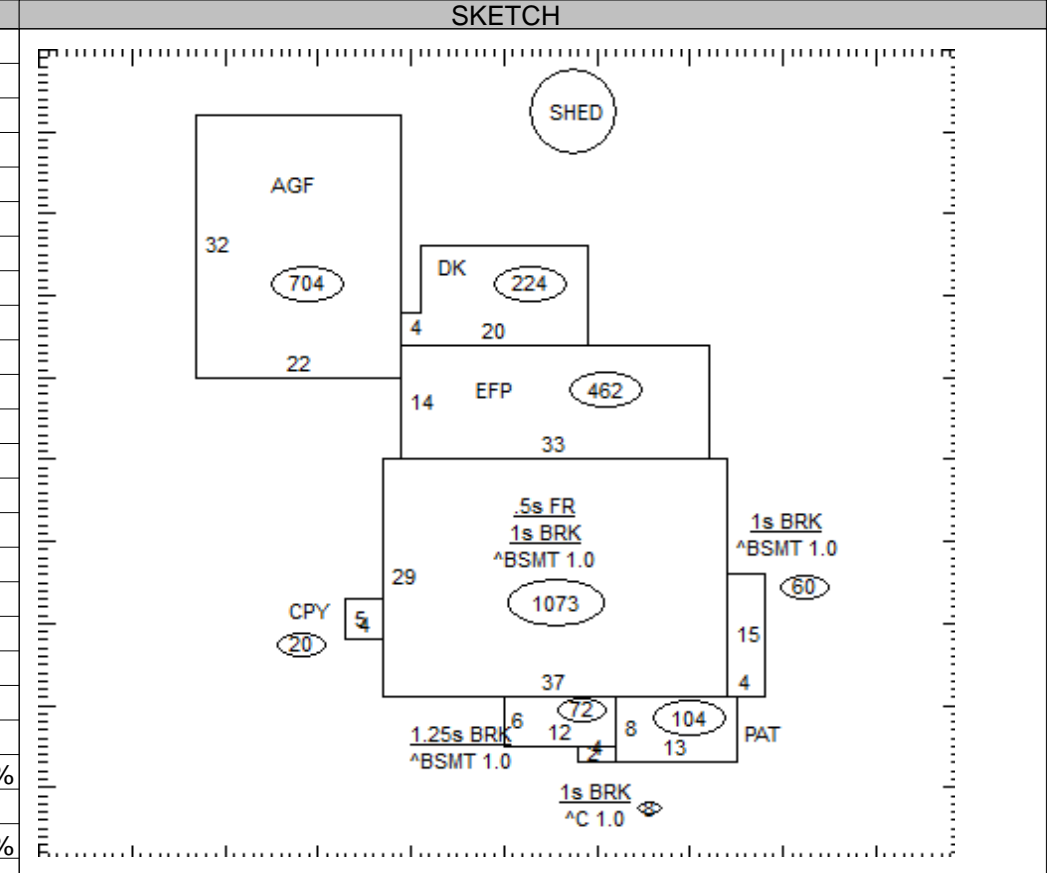 SKETCH
SHED
AGF
32
704
22
DK
224
4
20
EFP
462
14
33
.5s FR
1s BRK
^BSMT 1.0
1073
29
37
1s BRK
^BSMT 1.0
60
15
4
CPY
5
4
20
72
6
12
1.25s BRK
^BSMT 1.0
104
8
13
PAT
4
2
1s BRK
^C 1.0
8
%
%